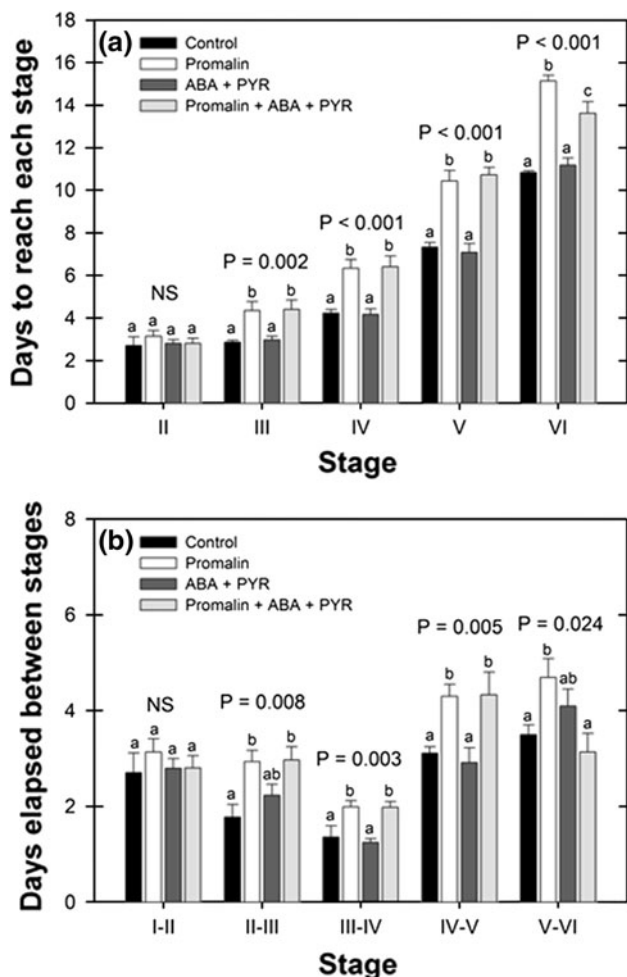 (a)
Control
Promalin
ABA + PYR
Promalin + ABA + PYR
Days to reach each stage
18
16
14
12
10
8
6
4
2
0
NS
P = 0.002
P < 0.001
P < 0.001
P < 0.001
a a a a
a b a b
a b a b
a b a b
a b a c
II III IV V VI
Stage
(b)
Control
Promalin
ABA + PYR
Promalin + ABA + PYR
Days elapsed between stages
8
6
4
2
0
NS
P = 0.008
P = 0.003
P = 0.005
P = 0.024
a a a a
a b ab b
a b a b
a b a b
a b ab a
I-II II-III III-IV IV-V V-VI
Stage